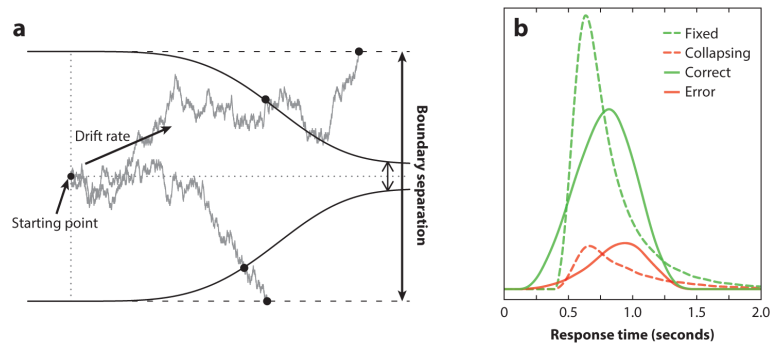 a
Drift rate
Starting point
Boundary separation
b
Fixed
Collapsing
Correct
Error
0 0.5 1.0 1.5 2.0
Response time (seconds)